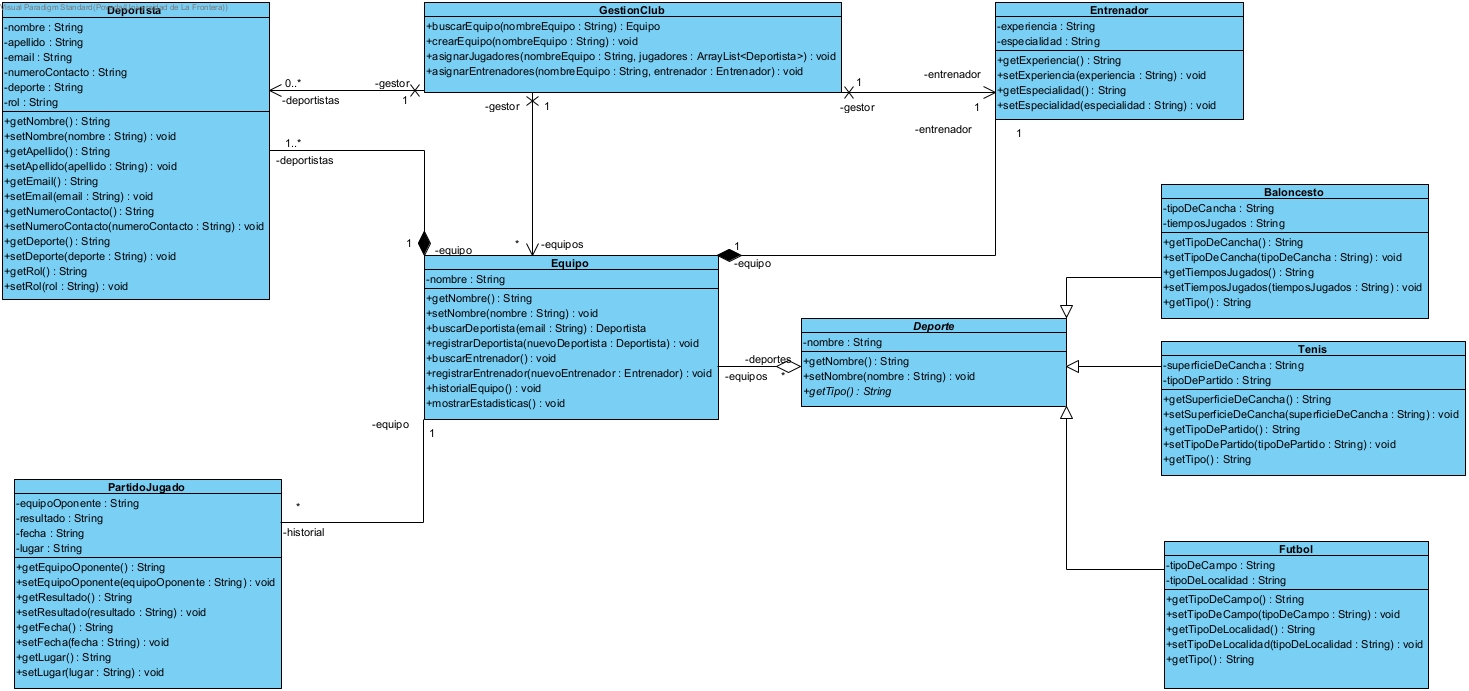 Visual Paradigm Standard(Poveda(Universidad de La Frontera))
Deportista
-nombre : String
-apellido : String
-email : String
-numeroContacto : String
-deporte : String
-rol : String
+getNombre() : String
+setNombre(nombre : String) : void
+getApellido() : String
+setApellido(apellido : String) : void
+getEmail() : String
+setEmail(email : String) : void
+getNumeroContacto() : String
+setNumeroContacto(numeroContacto : String) : void
+getDeporte() : String
+setDeporte(deporte : String) : void
+getRol() : String
+setRol(rol : String) : void
GestionClub
+buscarEquipo(nombreEquipo : String) : Equipo
+crearEquipo(nombreEquipo : String) : void
+asignarJugadores(nombreEquipo : String, jugadores : ArrayList<Deportista>) : void
+asignarEntrenadores(nombreEquipo : String, entrenador : Entrenador) : void
Entrenador
-experiencia : String
-especialidad : String
+getExperiencia() : String
+setExperiencia(experiencia : String) : void
+getEspecialidad() : String
+setEspecialidad(especialidad : String) : void
0..*
-deportistas
-gestor
1
-gestor
1
1
-gestor
-entrenador
1
-entrenador
1
1..*
-deportistas
1
-equipo
*
-equipos
1
-equipo
Equipo
-nombre : String
+getNombre() : String
+setNombre(nombre : String) : void
+buscarDeportista(email : String) : Deportista
+registrarDeportista(nuevoDeportista : Deportista) : void
+buscarEntrenador() : void
+registrarEntrenador(nuevoEntrenador : Entrenador) : void
+historialEquipo() : void
+mostrarEstadisticas() : void
-deportes
-equipos
*
Deporte
-nombre : String
+getNombre() : String
+setNombre(nombre : String) : void
+getTipo() : String
Baloncesto
-tipoDeCancha : String
-tiemposJugados : String
+getTipoDeCancha() : String
+setTipoDeCancha(tipoDeCancha : String) : void
+getTiemposJugados() : String
+setTiemposJugados(tiemposJugados : String) : void
+getTipo() : String
Tenis
-superficieDeCancha : String
-tipoDePartido : String
+getSuperficieDeCancha() : String
+setSuperficieDeCancha(superficieDeCancha : String) : void
+getTipoDePartido() : String
+setTipoDePartido(tipoDePartido : String) : void
+getTipo() : String
-equipo
1
*
-historial
PartidoJugado
-equipoOponente : String
-resultado : String
-fecha : String
-lugar : String
+getEquipoOponente() : String
+setEquipoOponente(equipoOponente : String) : void
+getResultado() : String
+setResultado(resultado : String) : void
+getFecha() : String
+setFecha(fecha : String) : void
+getLugar() : String
+setLugar(lugar : String) : void
Futbol
-tipoDeCampo : String
-tipoDeLocalidad : String
+getTipoDeCampo() : String
+setTipoDeCampo(tipoDeCampo : String) : void
+getTipoDeLocalidad() : String
+setTipoDeLocalidad(tipoDeLocalidad : String) : void
+getTipo() : String